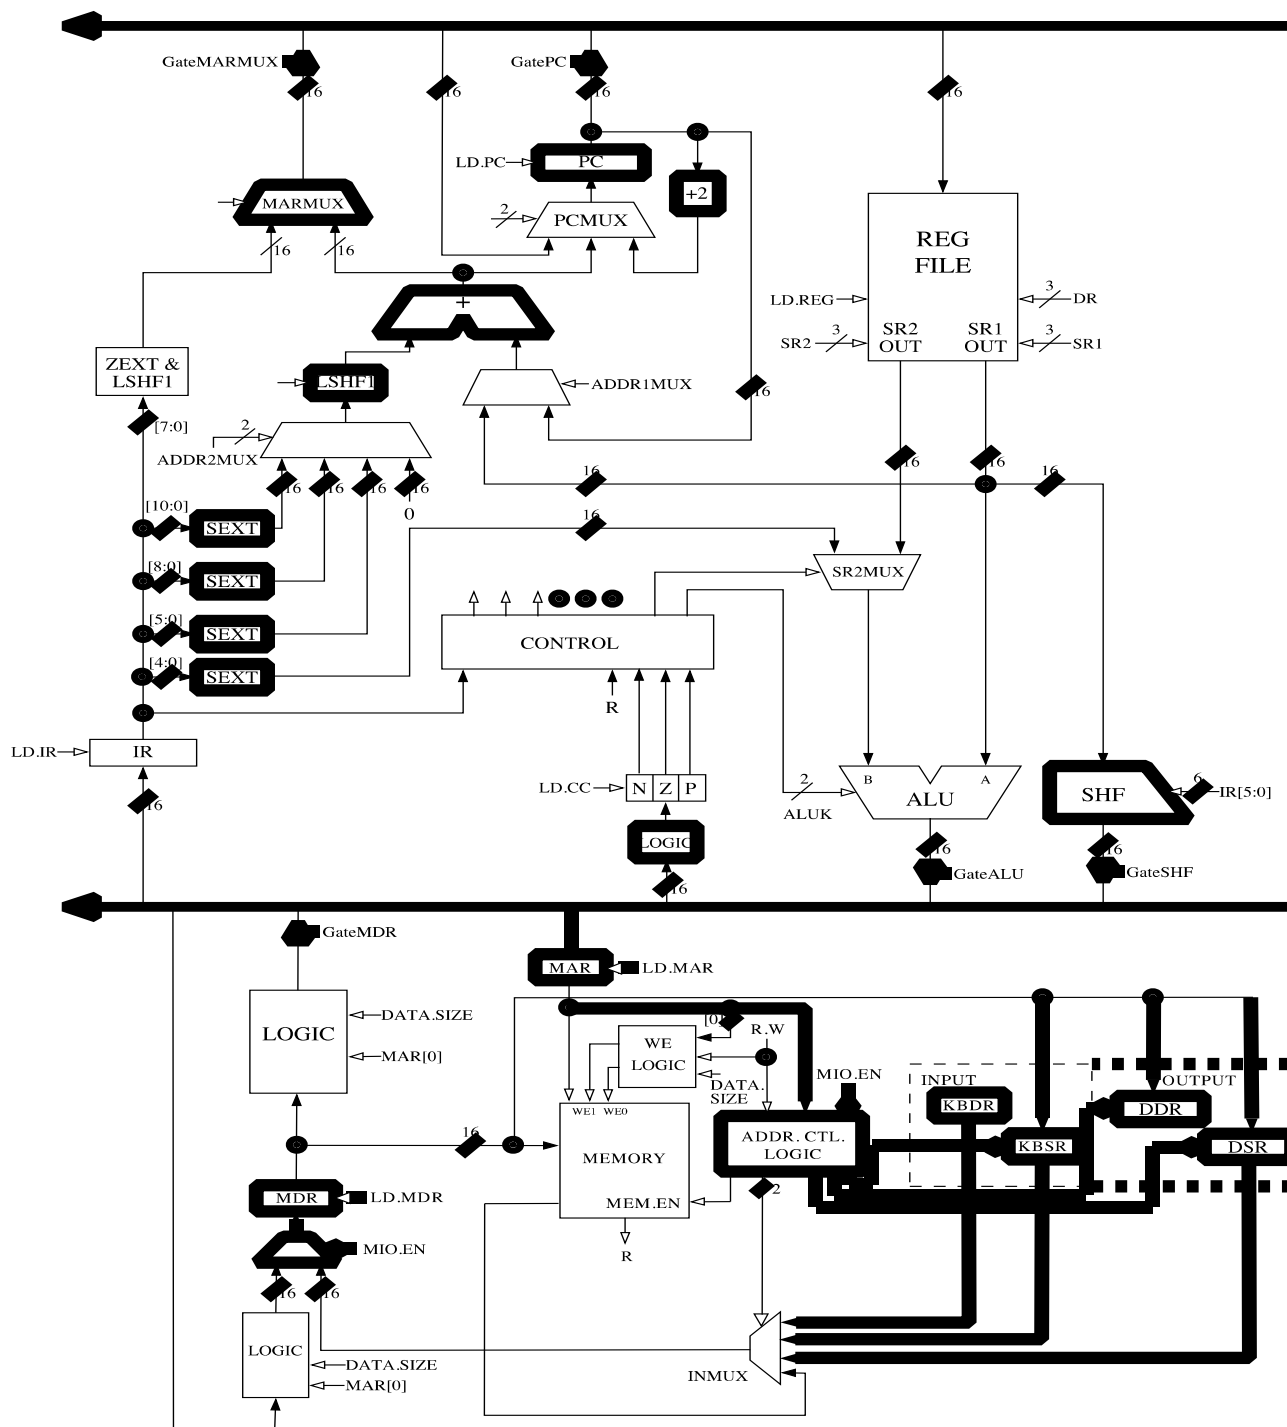 GateMARMUX
GatePC
16
16
16
16
LD.PC
PC
+2
MARMUX
2
PCMUX
16
16
REG
FILE
+
LD.REG
3
DR
SR2
OUT
SR1
OUT
SR2
3
3
SR1
ZEXT &
LSHF1
LSHF1
ADDR1MUX
16
[7:0]
2
ADDR2MUX
16
16
16
16
16
16
16
16
0
[10:0]
SEXT
16
[8:0]
SEXT
SR2MUX
[5:0]
SEXT
CONTROL
[4:0]
SEXT
R
LD.IR
IR
16
LD.CC
N Z P
B
A
ALU
2
ALUK
SHF
6
IR[5:0]
LOGIC
16
16
16
GateALU
GateSHF
GateMDR
MAR
LD.MAR
LOGIC
DATA.SIZE
MAR[0]
[0]
R.W
WE
LOGIC
DATA.
SIZE
MIO.EN
INPUT
OUTPUT
KBDR
DDR
WE1 WE0
16
MEMORY
ADDR. CTL.
LOGIC
KBSR
DSR
MDR
LD.MDR
MEM.EN
2
MIO.EN
R
16
16
LOGIC
DATA.SIZE
MAR[0]
INMUX